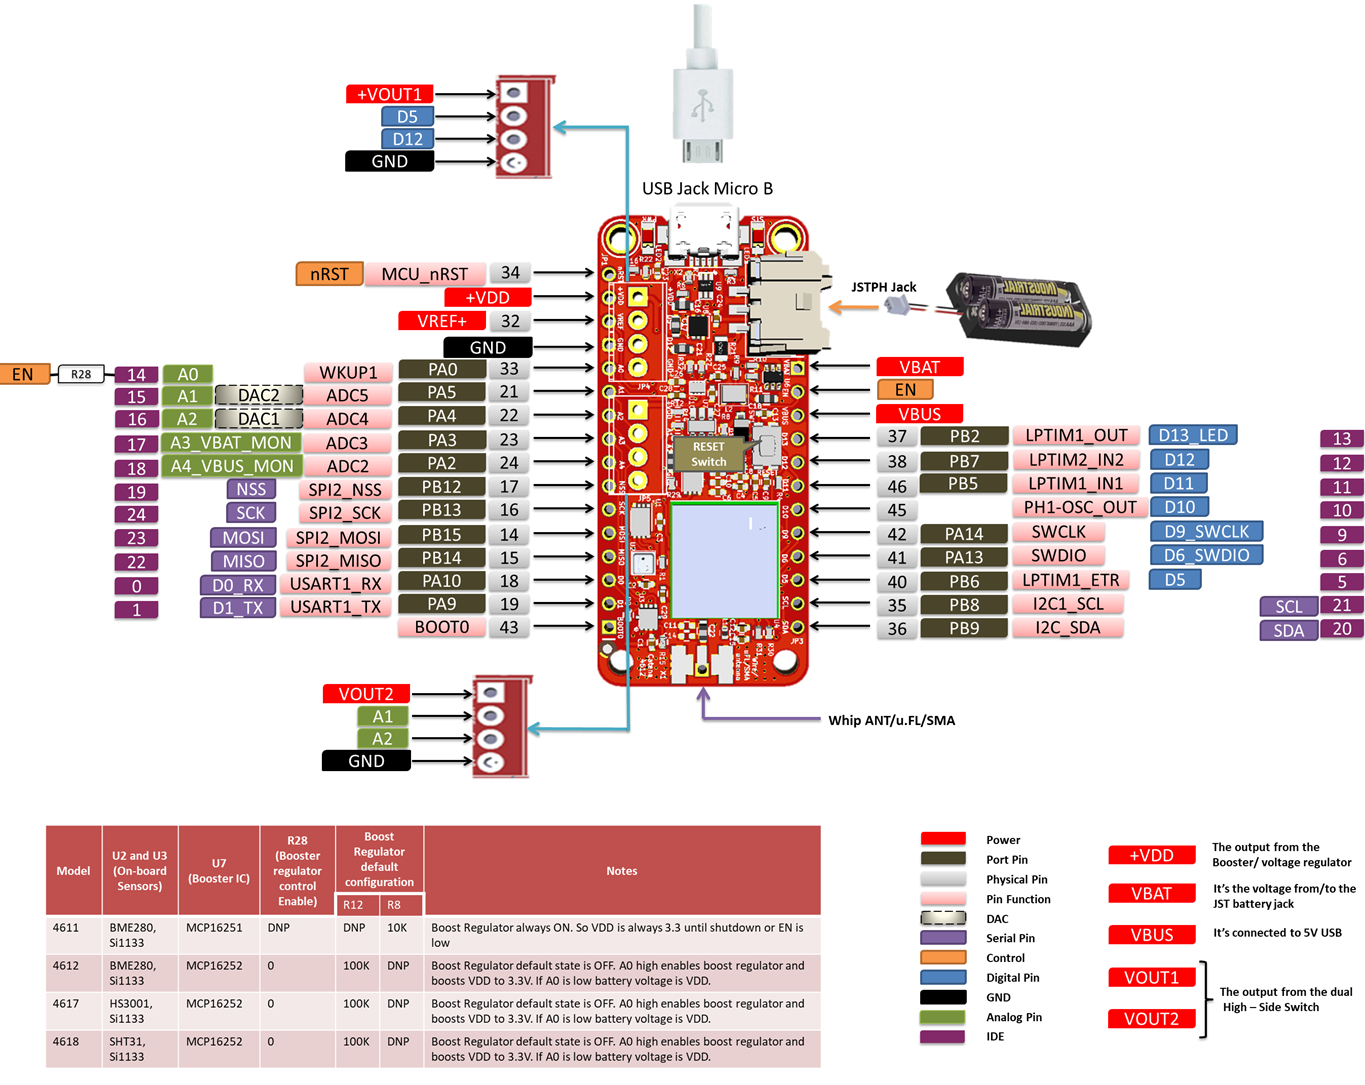 USB Jack Micro B
+VOUT1
D5
D12
GND
nRST MCU_nRST 34
+VDD
VREF+ 32
GND
EN R28 14 A0 WKUP1 PA0 33
15 A1 DAC2 ADC5 PA5 21
16 A2 DAC1 ADC4 PA4 22
17 A3_VBAT_MON ADC3 PA3 23
18 A4_VBUS_MON ADC2 PA2 24
19 NSS SPI2_NSS PB12 17
24 SCK SPI2_SCK PB13 16
23 MOSI SPI2_MOSI PB15 14
22 MISO SPI2_MISO PB14 15
0 D0_RX USART1_RX PA10 18
1 D1_TX USART1_TX PA9 19
BOOT0 43
JSTPH Jack
INDUSTRIAL
INDUSTRIAL
RESET
Switch
VBAT
EN
VBUS
37 PB2 LPTIM1_OUT D13_LED 13
38 PB7 LPTIM2_IN2 D12 12
46 PB5 LPTIM1_IN1 D11 11
45 PH1-OSC_OUT D10 10
42 PA14 SWCLK D9_SWCLK 9
41 PA13 SWDIO D6_SWDIO 6
40 PB6 LPTIM1_ETR D5 5
35 PB8 I2C1_SCL SCL 21
36 PB9 I2C_SDA SDA 20
VOUT2
A1
A2
GND
Whip ANT/u.FL/SMA
Model
U2 and U3
(On-board
Sensors)
U7
(Booster IC)
R28
(Booster
regulator
control
Enable)
Boost
Regulator
default
configuration
R12 R8
Notes
4611 BME280, Si1133 MCP16251 DNP DNP 10K Boost Regulator always ON. So VDD is always 3.3 until shutdown or EN is
low
4612 BME280, Si1133 MCP16252 0 100K DNP Boost Regulator default state is OFF. A0 high enables boost regulator and
boosts VDD to 3.3V. If A0 is low battery voltage is VDD.
4617 HS3001, Si1133 MCP16252 0 100K DNP Boost Regulator default state is OFF. A0 high enables boost regulator and
boosts VDD to 3.3V. If A0 is low battery voltage is VDD.
4618 SHT31, Si1133 MCP16252 0 100K DNP Boost Regulator default state is OFF. A0 high enables boost regulator and
boosts VDD to 3.3V. If A0 is low battery voltage is VDD.
Power
Port Pin
Physical Pin
Pin Function
DAC
Serial Pin
Control
Digital Pin
GND
Analog Pin
IDE
+VDD The output from the
Booster/ voltage regulator
VBAT It's the voltage from/to the
JST battery jack
VBUS It's connected to 5V USB
VOUT1
VOUT2
The output from the dual
High – Side Switch